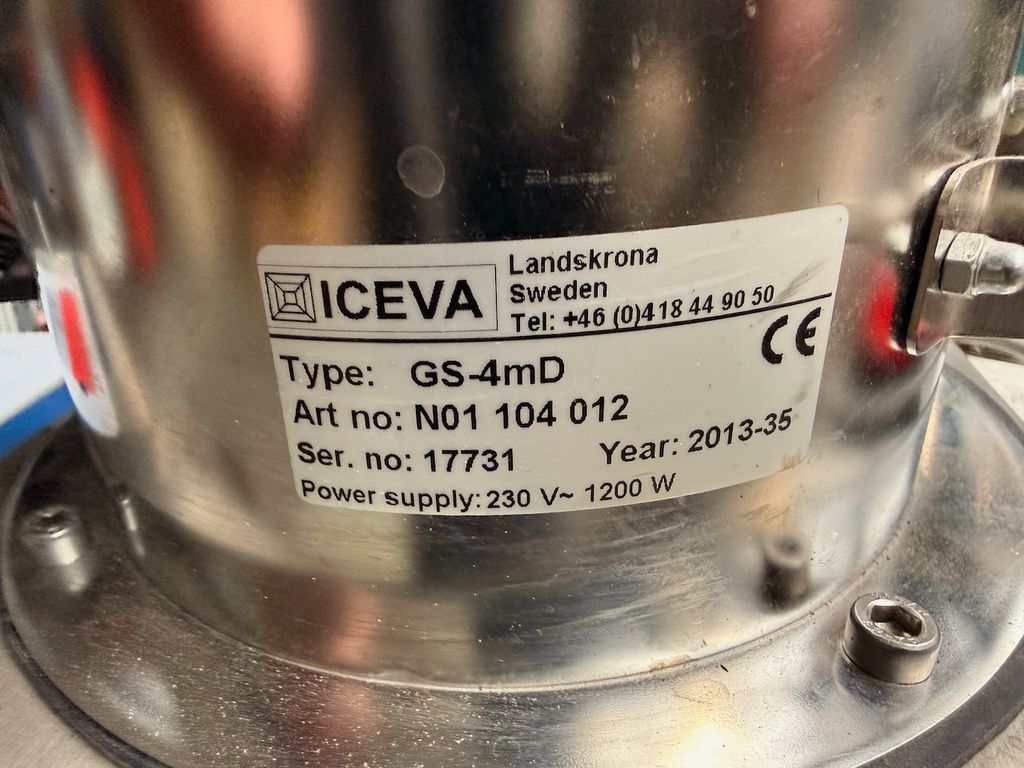 ICEVA
Landskrona
Sweden
Tel: +46 (0)418 44 90 50
CE
Type: GS-4mD
Art no: N01 104 012
Ser. no: 17731 Year: 2013-35
Power supply: 230 V~ 1200 W